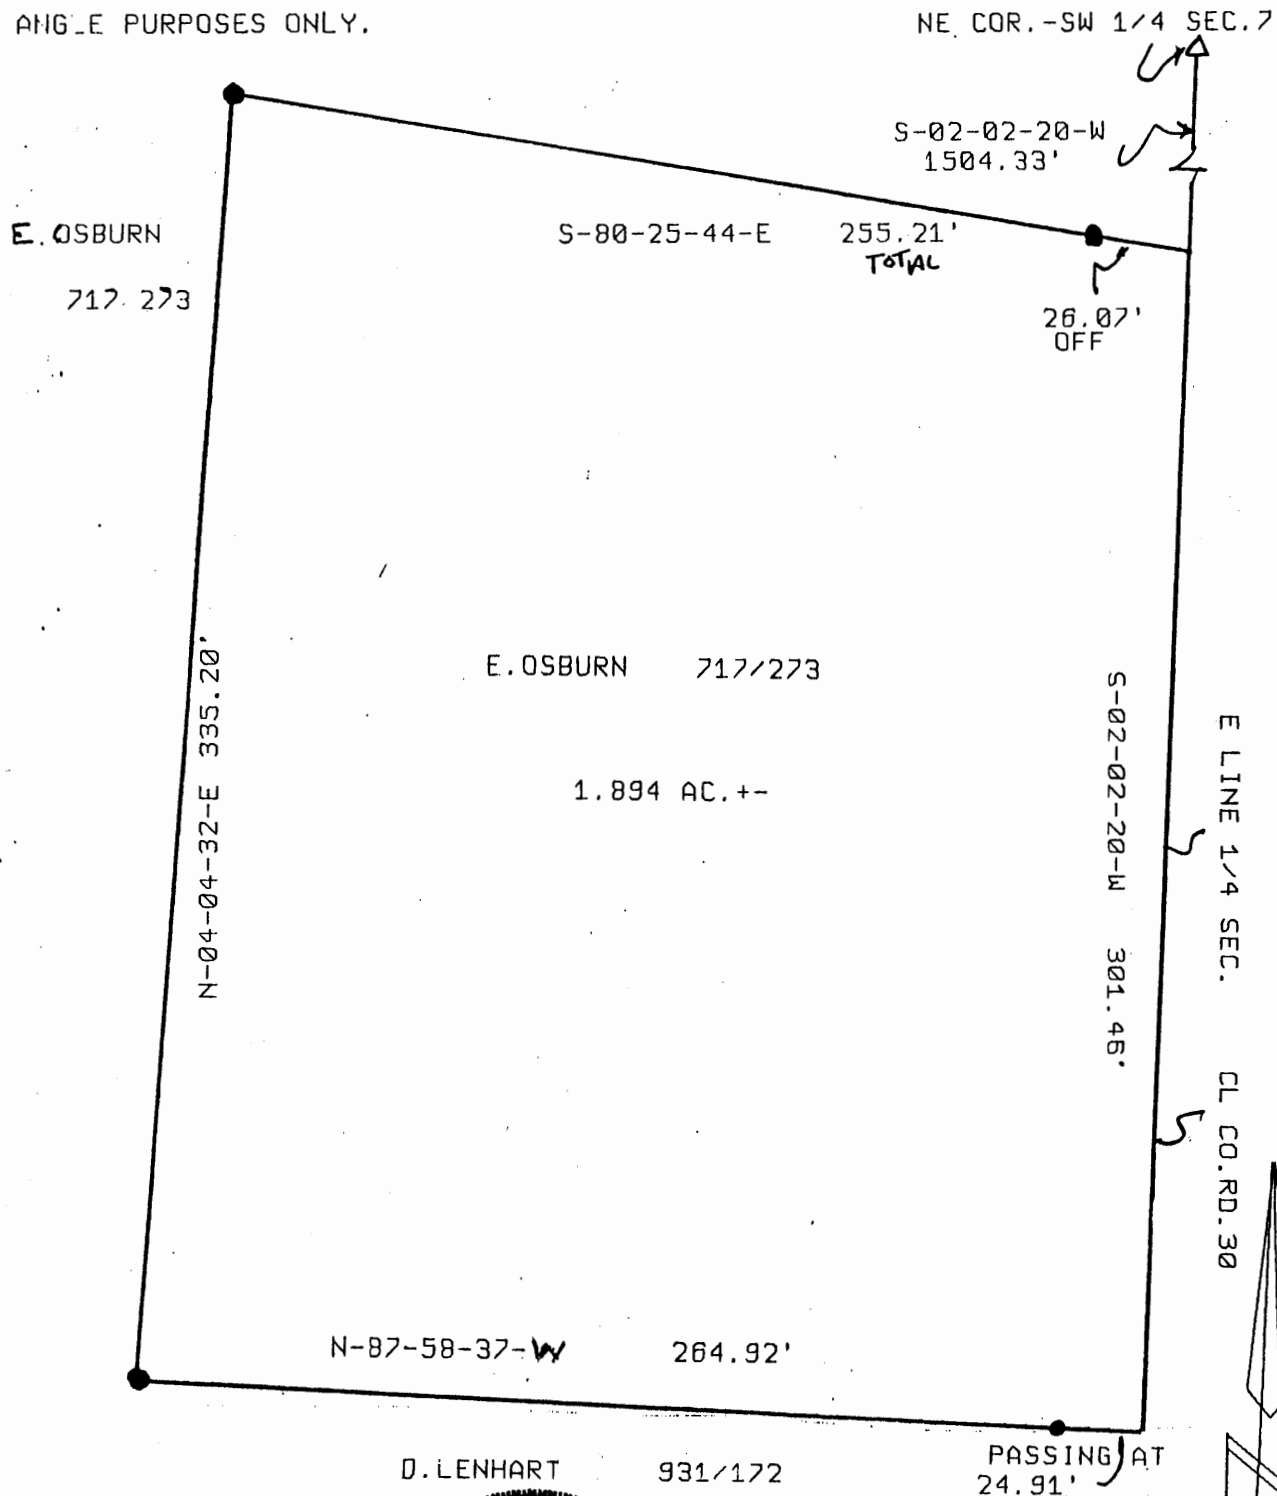 ANGLE PURPOSES ONLY.
NE COR.-SW 1/4 SEC.7
S-02-02-20-W
1504.33'
E.OSBURN
717 273
S-80-25-44-E 255.21'
TOTAL
26.07'
OFF
N-04-04-32-E 335.20'
E.OSBURN 717/273
1.894 AC.+-
S-02-02-20-W 301.46'
E LINE 1/4 SEC. CL CO.RD.30
N-87-58-37-W 264.92'
D.LENHART 931/172
PASSING AT
24.91'